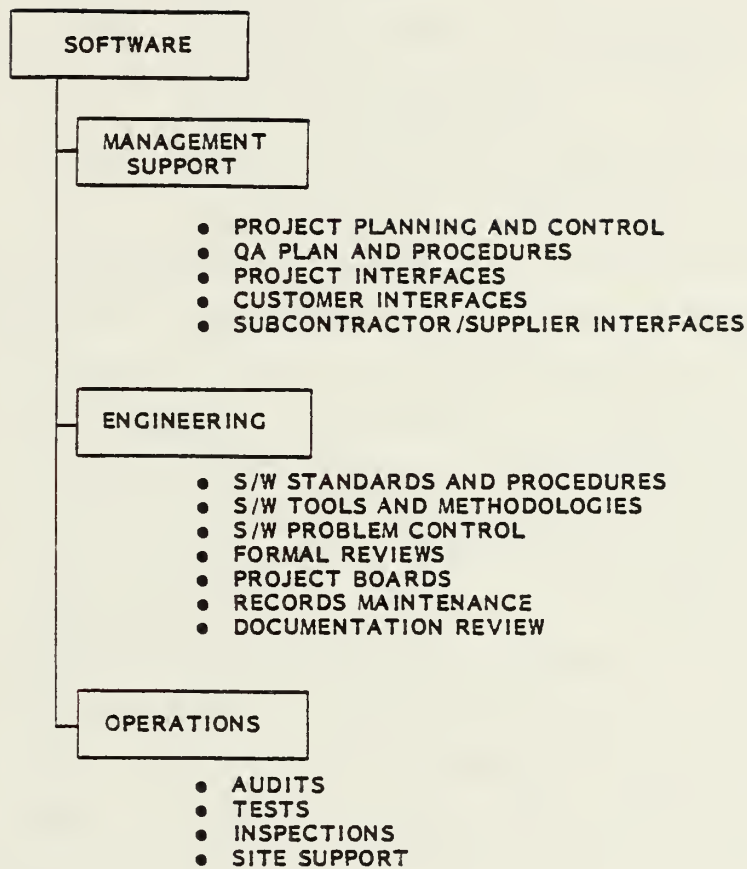 SOFTWARE
MANAGEMENT
SUPPORT
● PROJECT PLANNING AND CONTROL
● QA PLAN AND PROCEDURES
● PROJECT INTERFACES
● CUSTOMER INTERFACES
● SUBCONTRACTOR/SUPPLIER INTERFACES
ENGINEERING
● S/W STANDARDS AND PROCEDURES
● S/W TOOLS AND METHODOLOGIES
● S/W PROBLEM CONTROL
● FORMAL REVIEWS
● PROJECT BOARDS
● RECORDS MAINTENANCE
● DOCUMENTATION REVIEW
OPERATIONS
● AUDITS
● TESTS
● INSPECTIONS
● SITE SUPPORT